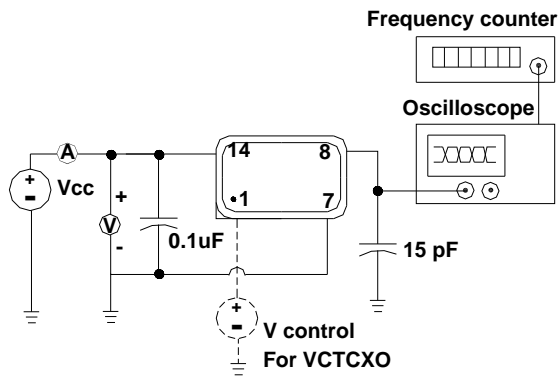 Frequency counter
Oscilloscope
A
14 8
Vcc
+
-
+
V
-
1 7
0.1uF
15 pF
+
-
V control
For VCTCXO